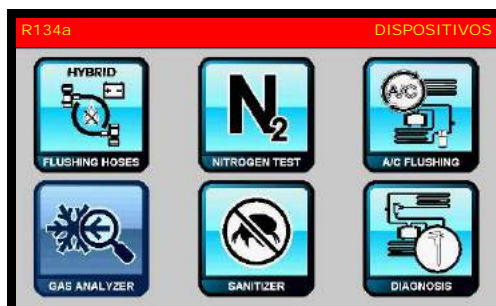 R134a DISPOSITIVOS
HYBRID
FLUSHING HOSES
N2
NITROGEN TEST
A/C
A/C FLUSHING
GAS ANALYZER
SANITIZER
DIAGNOSIS